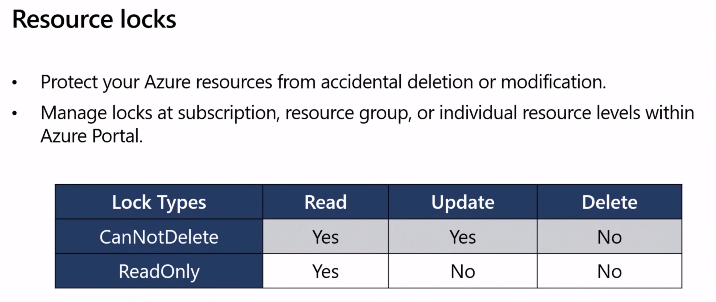 Resource locks
• Protect your Azure resources from accidental deletion or modification.
• Manage locks at subscription, resource group, or individual resource levels within
Azure Portal.
Lock Types Read Update Delete
CanNotDelete Yes Yes No
ReadOnly Yes No No